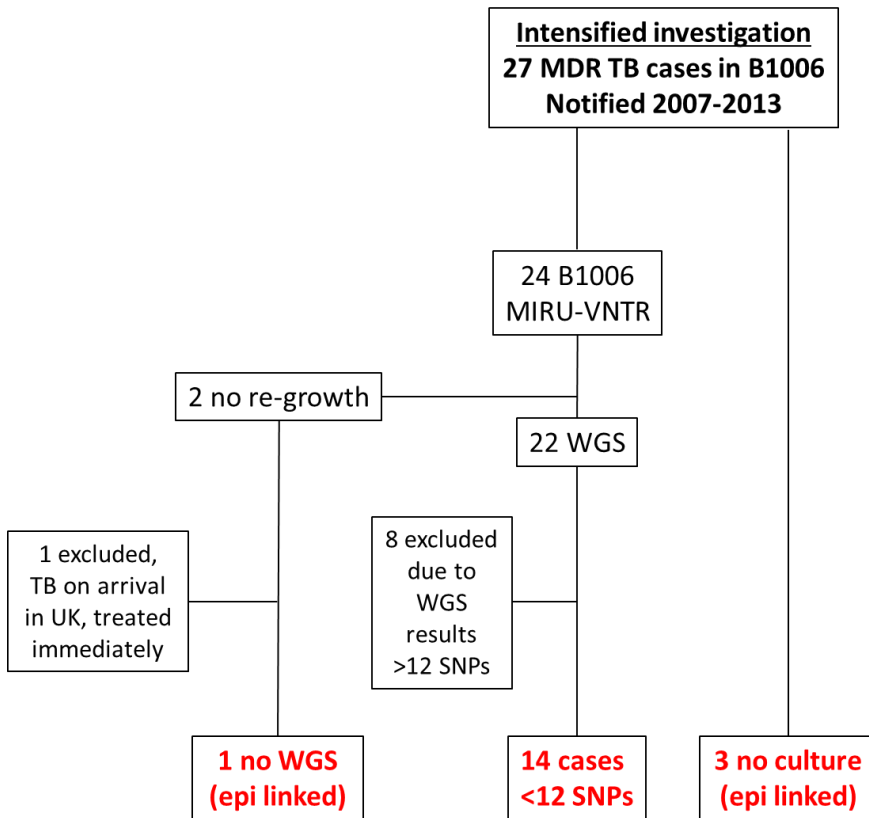 Intensified investigation
27 MDR TB cases in B1006
Notified 2007-2013
24 B1006
MIRU-VNTR
2 no re-growth
22 WGS
1 excluded,
TB on arrival
in UK, treated
immediately
8 excluded
due to
WGS
results
>12 SNPs
1 no WGS
(epi linked)
14 cases
<12 SNPs
3 no culture
(epi linked)